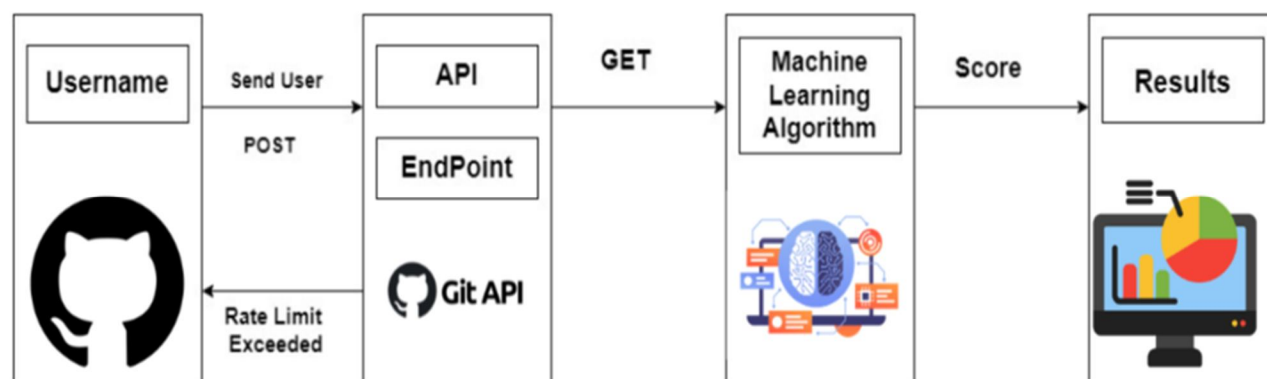 Username
Send User
POST
Rate Limit
Exceeded
API
EndPoint
Git API
GET
Machine
Learning
Algorithm
Score
Results